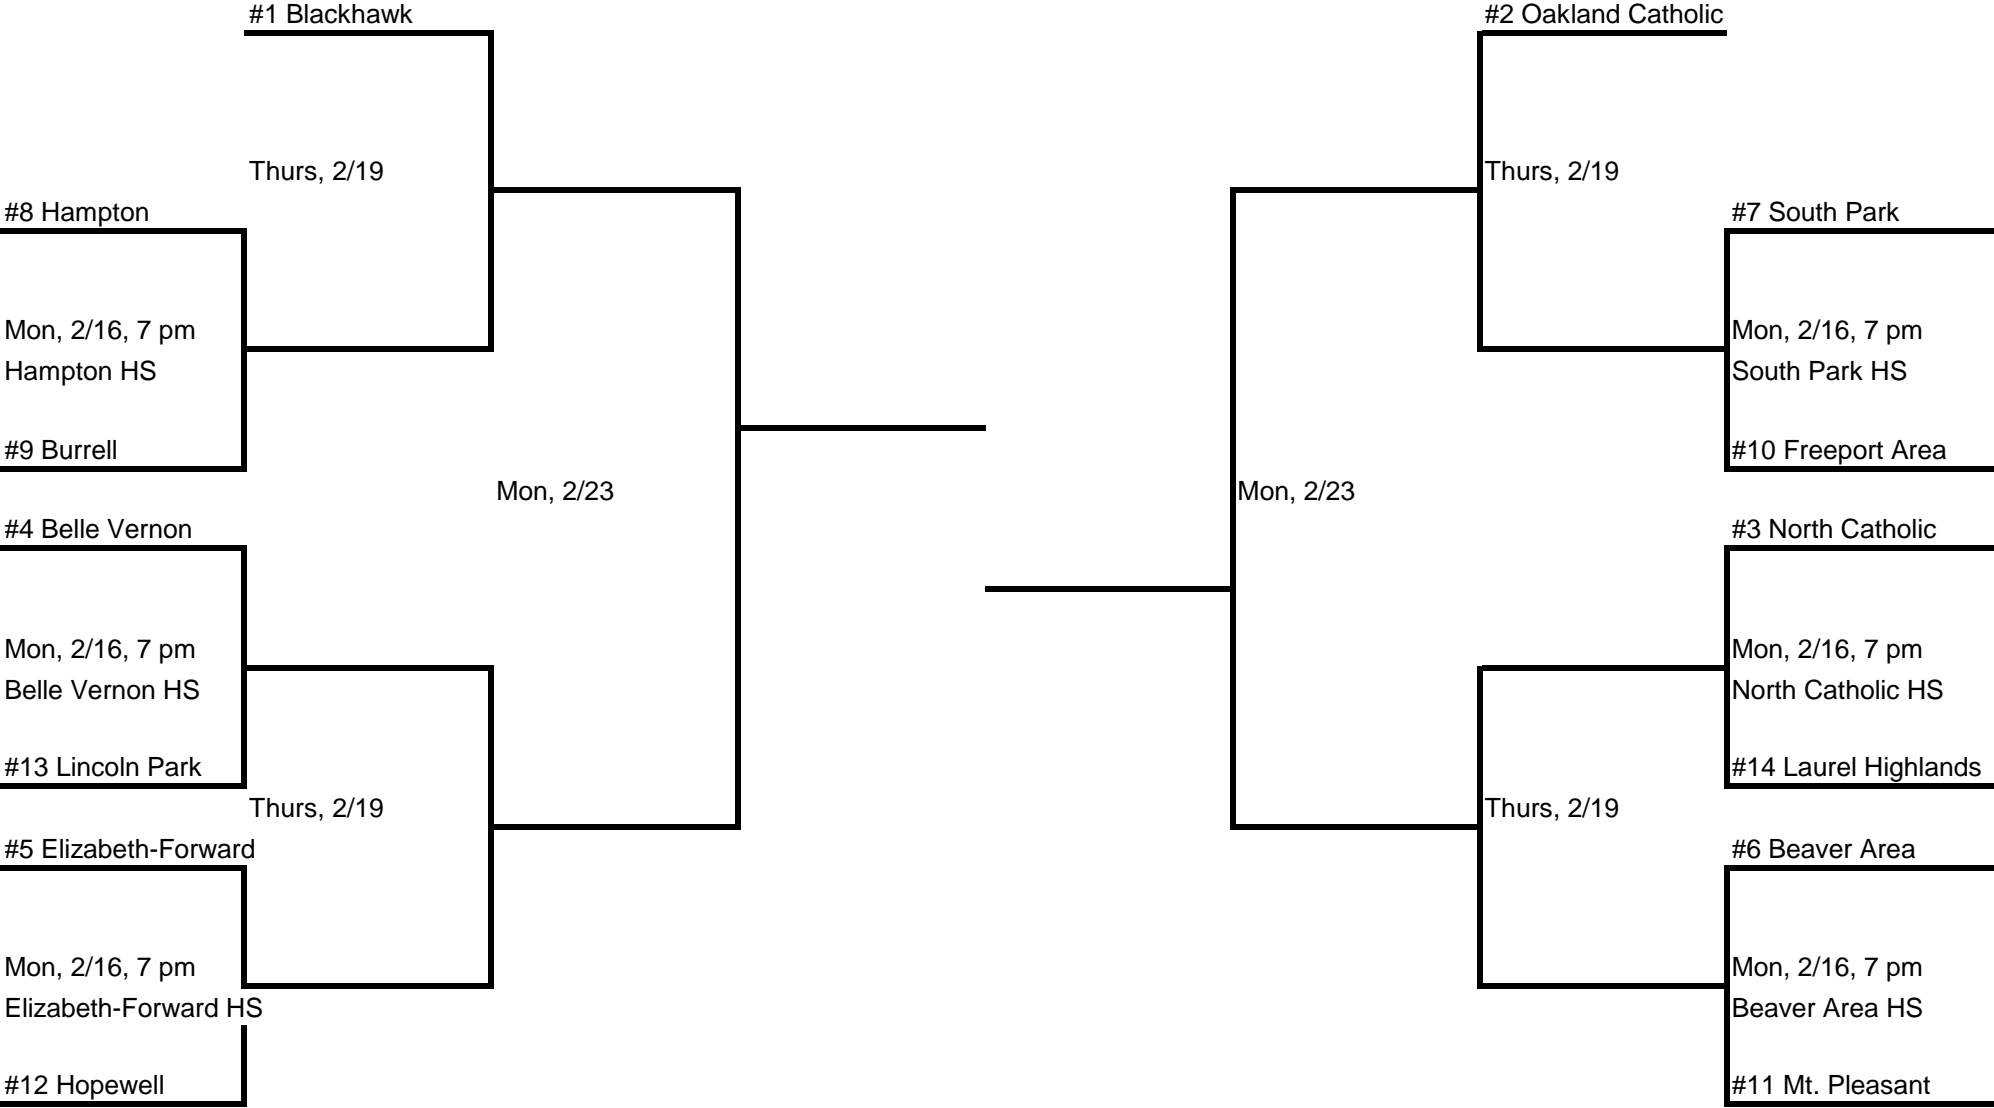 #1 Blackhawk
Thurs, 2/19
#8 Hampton
Mon, 2/16, 7 pm
Hampton HS
#9 Burrell
Mon, 2/23
#4 Belle Vernon
Mon, 2/16, 7 pm
Belle Vernon HS
#13 Lincoln Park
Thurs, 2/19
#5 Elizabeth-Forward
Mon, 2/16, 7 pm
Elizabeth-Forward HS
#12 Hopewell
#2 Oakland Catholic
Thurs, 2/19
#7 South Park
Mon, 2/16, 7 pm
South Park HS
#10 Freeport Area
Mon, 2/23
#3 North Catholic
Mon, 2/16, 7 pm
North Catholic HS
#14 Laurel Highlands
Thurs, 2/19
#6 Beaver Area
Mon, 2/16, 7 pm
Beaver Area HS
#11 Mt. Pleasant